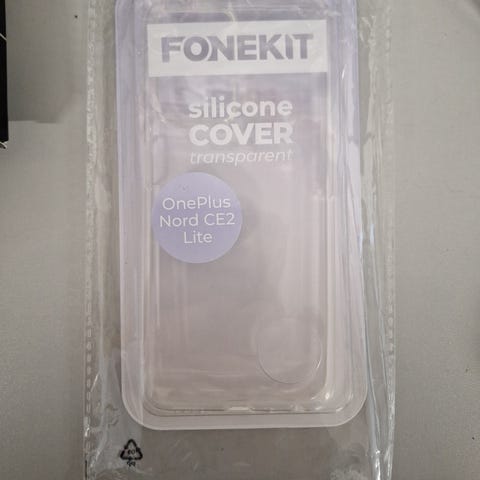 FONEKIT
silicone
COVER
transparent
OnePlus
Nord CE2
Lite